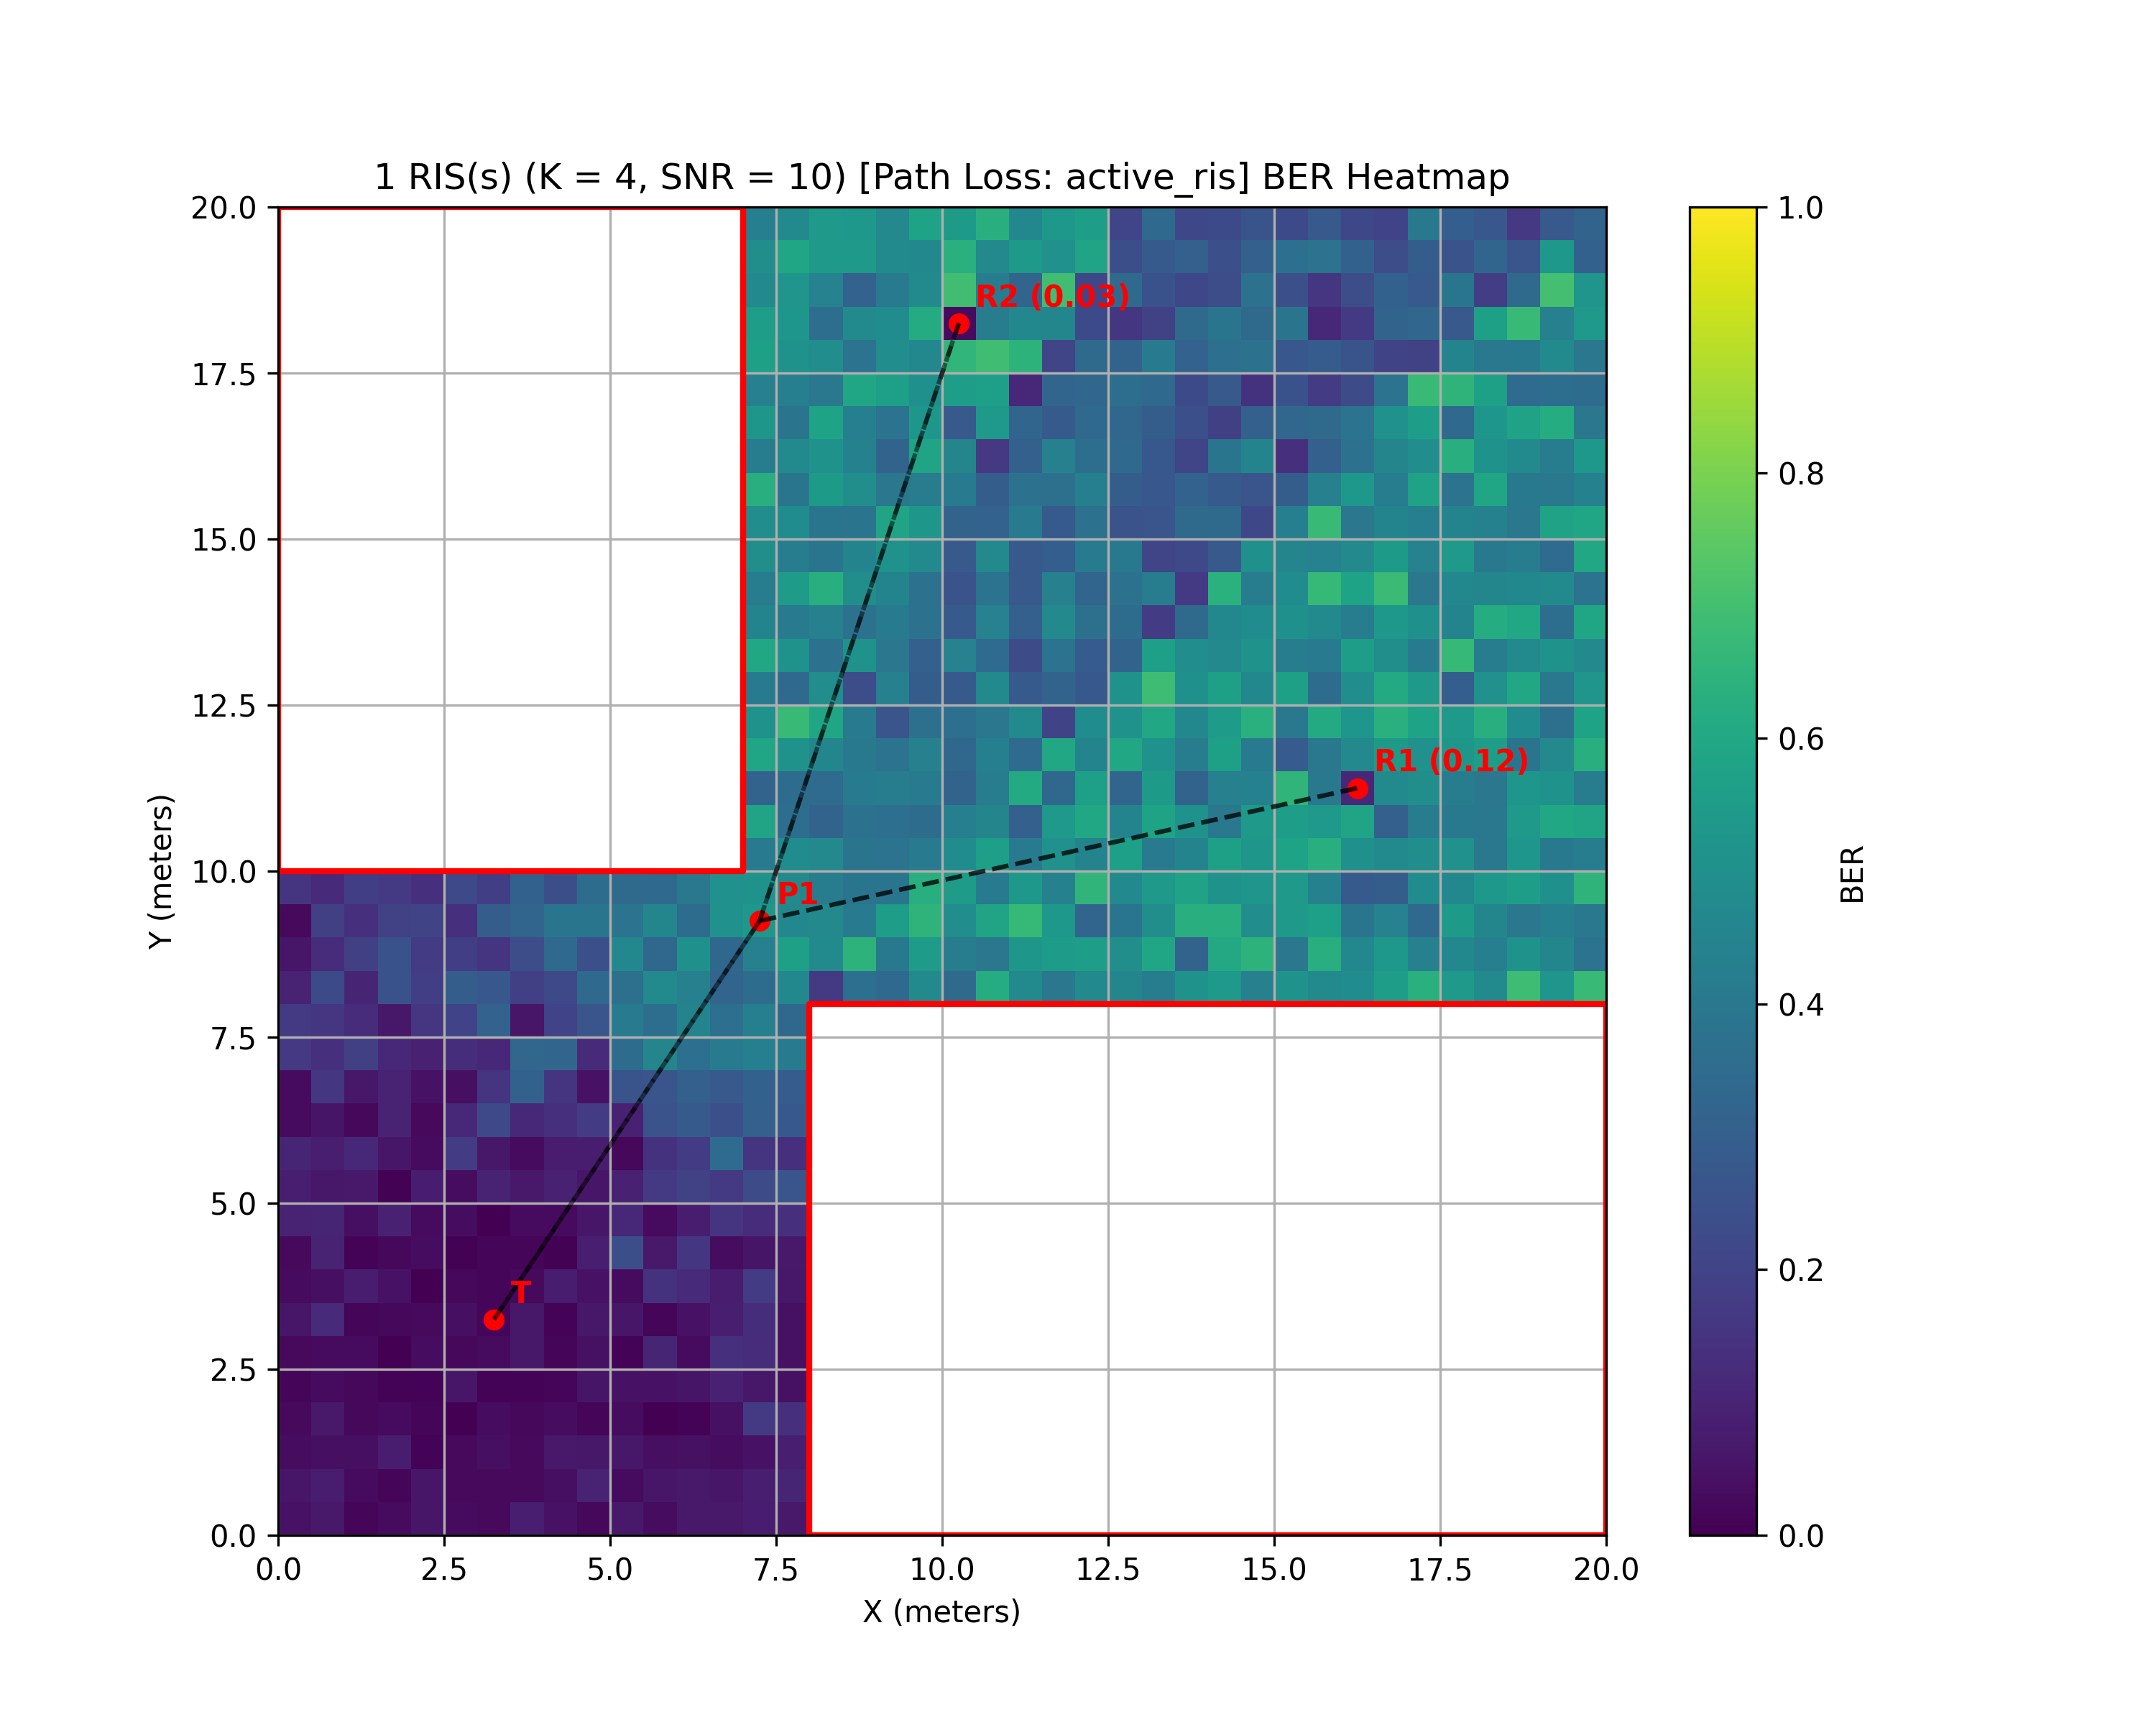 1 RIS(s) (K = 4, SNR = 10) [Path Loss: active_ris] BER Heatmap
20.0
17.5
15.0
12.5
10.0
7.5
5.0
2.5
0.0
Y (meters)
R2 (0.03)
R1 (0.12)
P1
T
0.0 2.5 5.0 7.5 10.0 12.5 15.0 17.5 20.0
X (meters)
1.0
0.8
0.6
0.4
0.2
0.0
BER